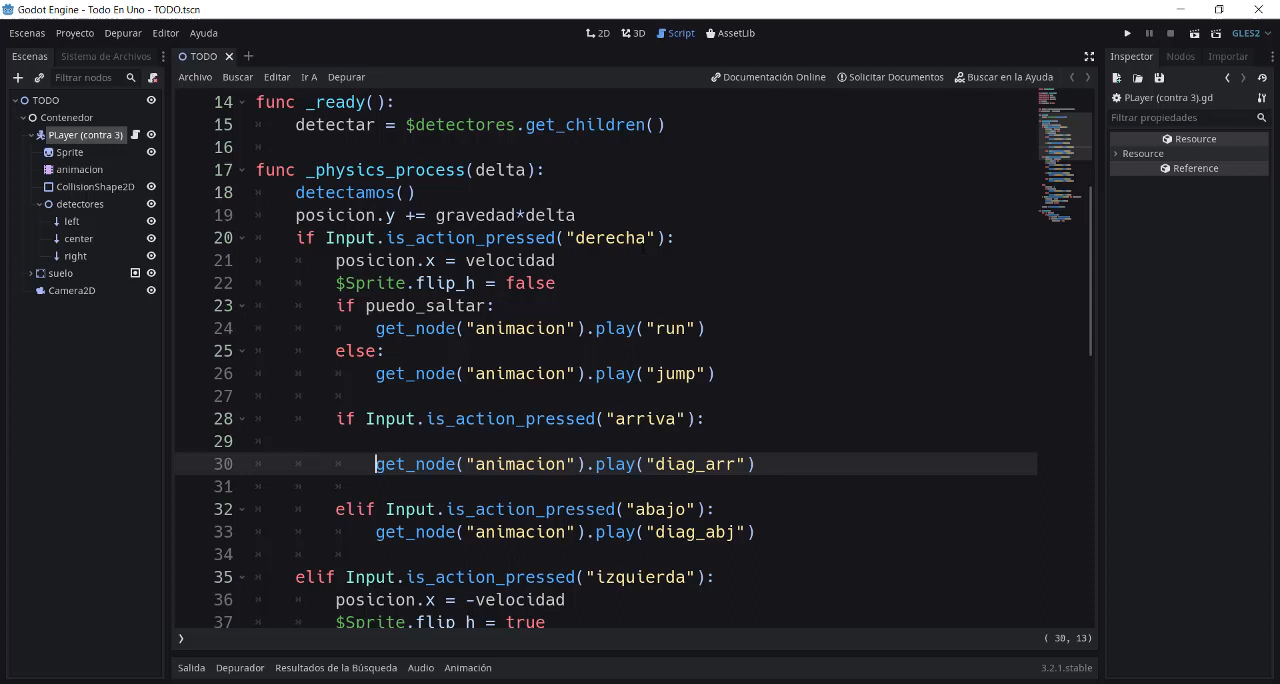 Godot Engine - Todo En Uno - TODO.tscn
Escenas Proyecto Depurar Editor Ayuda
2D 3D Script AssetLib
GLES2
Escenas Sistema de Archivos
TODO
Inspector Nodos Importar
Filtrar nodos
Archivo Buscar Editar Ir A Depurar
Documentación Online Solicitar Documentos Buscar en la Ayuda
TODO
Contenedor
PLayer (contra 3)
Sprite
animacion
CollisionShape2D
detectores
left
center
right
suelo
Camera2D
14 func _ready():
15 detectar = $detectores.get_children()
16
17 func _physics_process(delta):
18 detectamos()
19 posicion.y += gravedad*delta
20 if Input.is_action_pressed("derecha"):
21 posicion.x = velocidad
22 $Sprite.flip_h = false
23 if puedo_saltar:
24 get_node("animacion").play("run")
25 else:
26 get_node("animacion").play("jump")
27
28 if Input.is_action_pressed("arriva"):
29
30 get_node("animacion").play("diag_arr")
31
32 elif Input.is_action_pressed("abajo"):
33 get_node("animacion").play("diag_abj")
34
35 elif Input.is_action_pressed("izquierda"):
36 posicion.x = -velocidad
37 $Sprite.flip_h = true
( 30, 13)
Salida Depurador Resultados de la Búsqueda Audio Animación
3.2.1.stable
PLayer (contra 3).gd
Filtrar propiedades
Resource
Resource
Reference